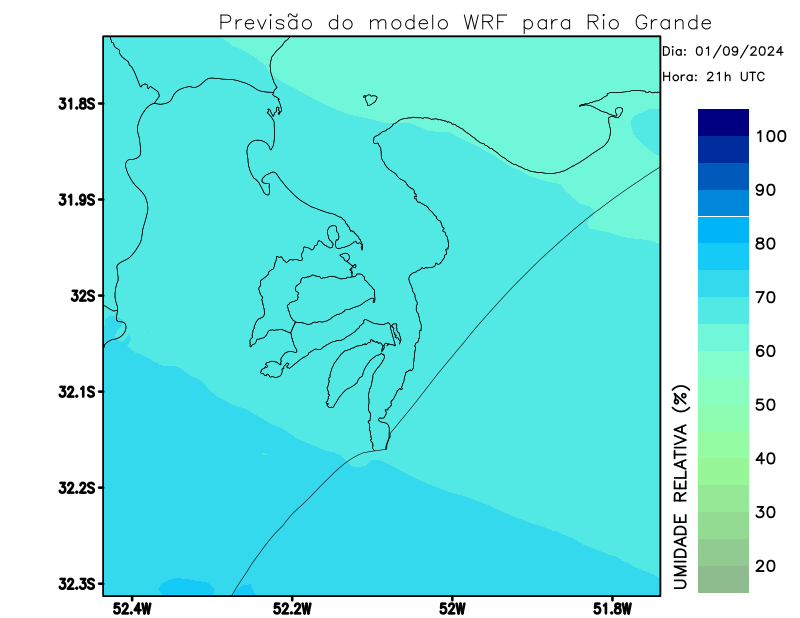 Previsão do modelo WRF para Rio Grande
Dia: 01/09/2024
Hora: 21h UTC
31.8S
31.9S
32S
32.1S
32.2S
32.3S
52.4W
52.2W
52W
51.8W
100
90
80
70
60
50
40
30
20
UMIDADE RELATIVA (%)